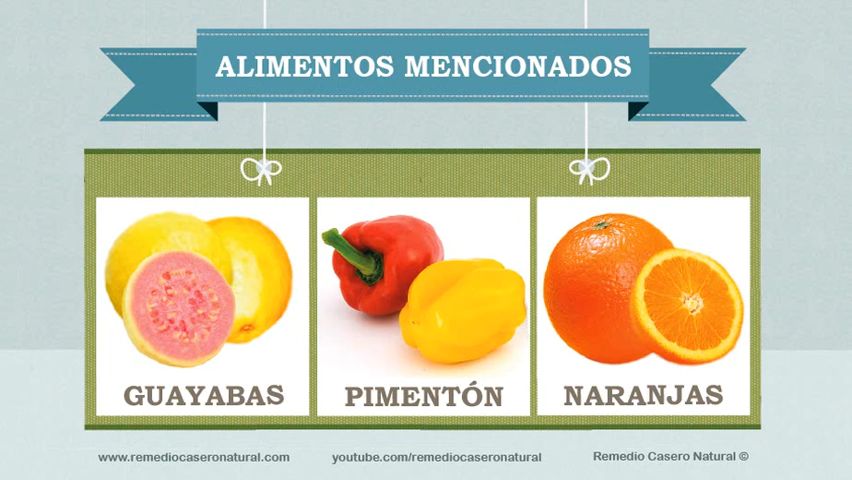 ALIMENTOS MENCIONADOS
GUAYABAS
PIMENTÓN
NARANJAS
www.remediocaseronatural.com
youtube.com/remediocaseronatural
Remedio Casero Natural ©